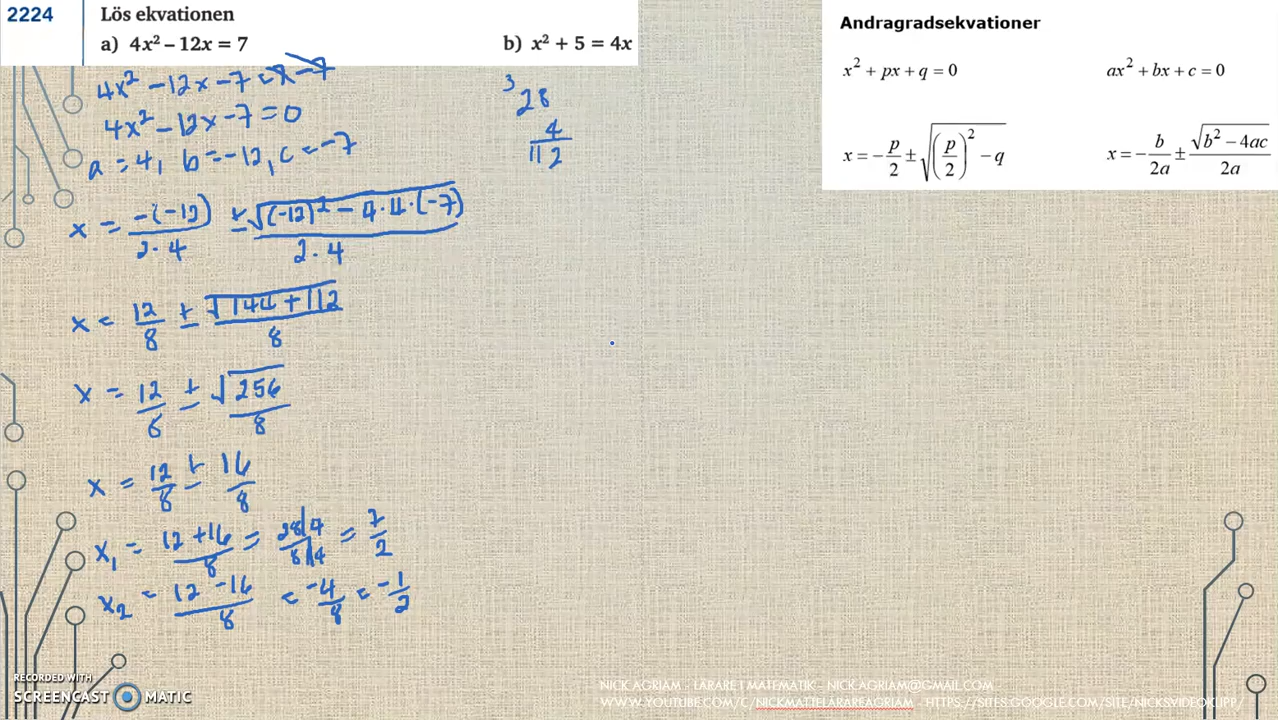 2224 Lös ekvationen
a) 4x² – 12x = 7 b) x² + 5 = 4x
4x² – 12x – 7 = 7 – 7
4x² – 12x – 7 = 0
a = 4, b = -12, c = -7
x = -(-12)/2·4 ± √((-12)² – 4·4·(-7))/2·4
x = 12/8 ± √(144 + 112)/8
x = 12/8 ± √256/8
x = 12/8 ± 16/8
x₁ = (12 + 16)/8 = 28/4 / 8/4 = 7/2
x₂ = (12 - 16)/8 = -4/8 = -1/2
3
28
4
112
Andragradsekvationer
x² + px + q = 0 ax² + bx + c = 0
x = -p/2 ± √((p/2)² - q) x = -b/2a ± √(b² - 4ac)/2a
RECORDED WITH
SCREENCAST MATIC
NICK AGRIAM - LÄRARE I MATEMATIK - NICK.AGRIAM@GMAIL.COM
WWW.YOUTUBE.COM/C/NICKMATTELARAREAGRIAM - HTTPS://SITES.GOOGLE.COM/SITE/NICKSVIDEOKLIPP/